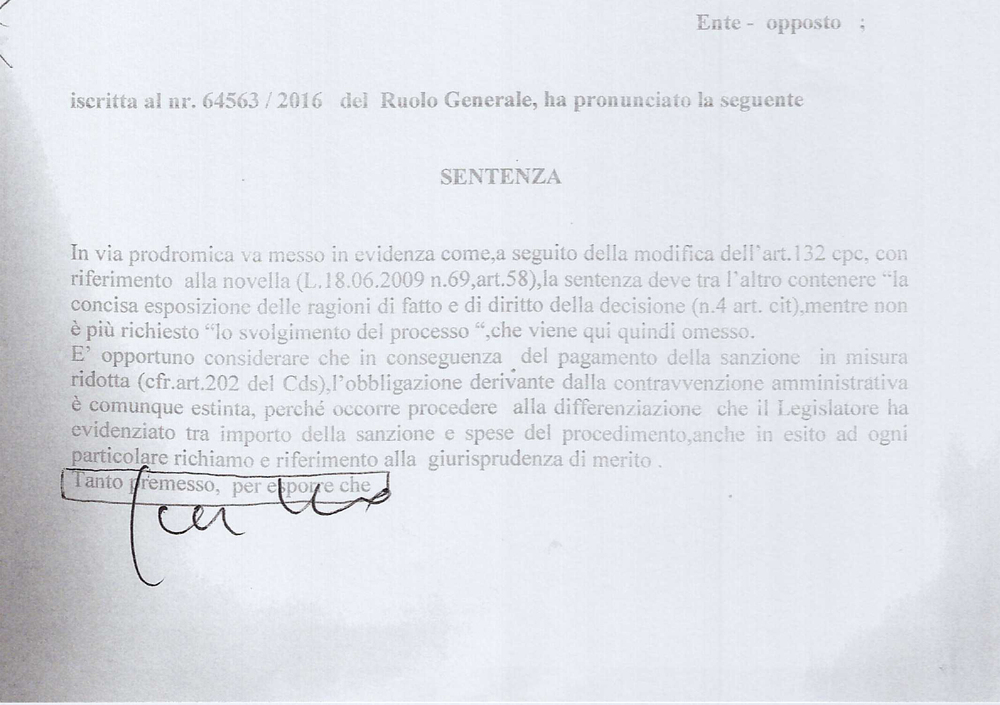 Ente - opposto ;
iscritta al nr. 64563 / 2016 del Ruolo Generale, ha pronunciato la seguente
SENTENZA
In via prodromica va messo in evidenza come,a seguito della modifica dell’art.132 cpc, con
riferimento alla novella (L.18.06.2009 n.69,art.58),la sentenza deve tra l’altro contenere “la
concisa esposizione delle ragioni di fatto e di diritto della decisione (n.4 art. cit),mentre non
è più richiesto “lo svolgimento del processo “,che viene qui quindi omesso.
E’ opportuno considerare che in conseguenza del pagamento della sanzione in misura
ridotta (cfr.art.202 del Cds),l’obbligazione derivante dalla contravvenzione amministrativa
è comunque estinta, perché occorre procedere alla differenziazione che il Legislatore ha
evidenziato tra importo della sanzione e spese del procedimento,anche in esito ad ogni
particolare richiamo e riferimento alla giurisprudenza di merito .
Tanto premesso, per esporre che